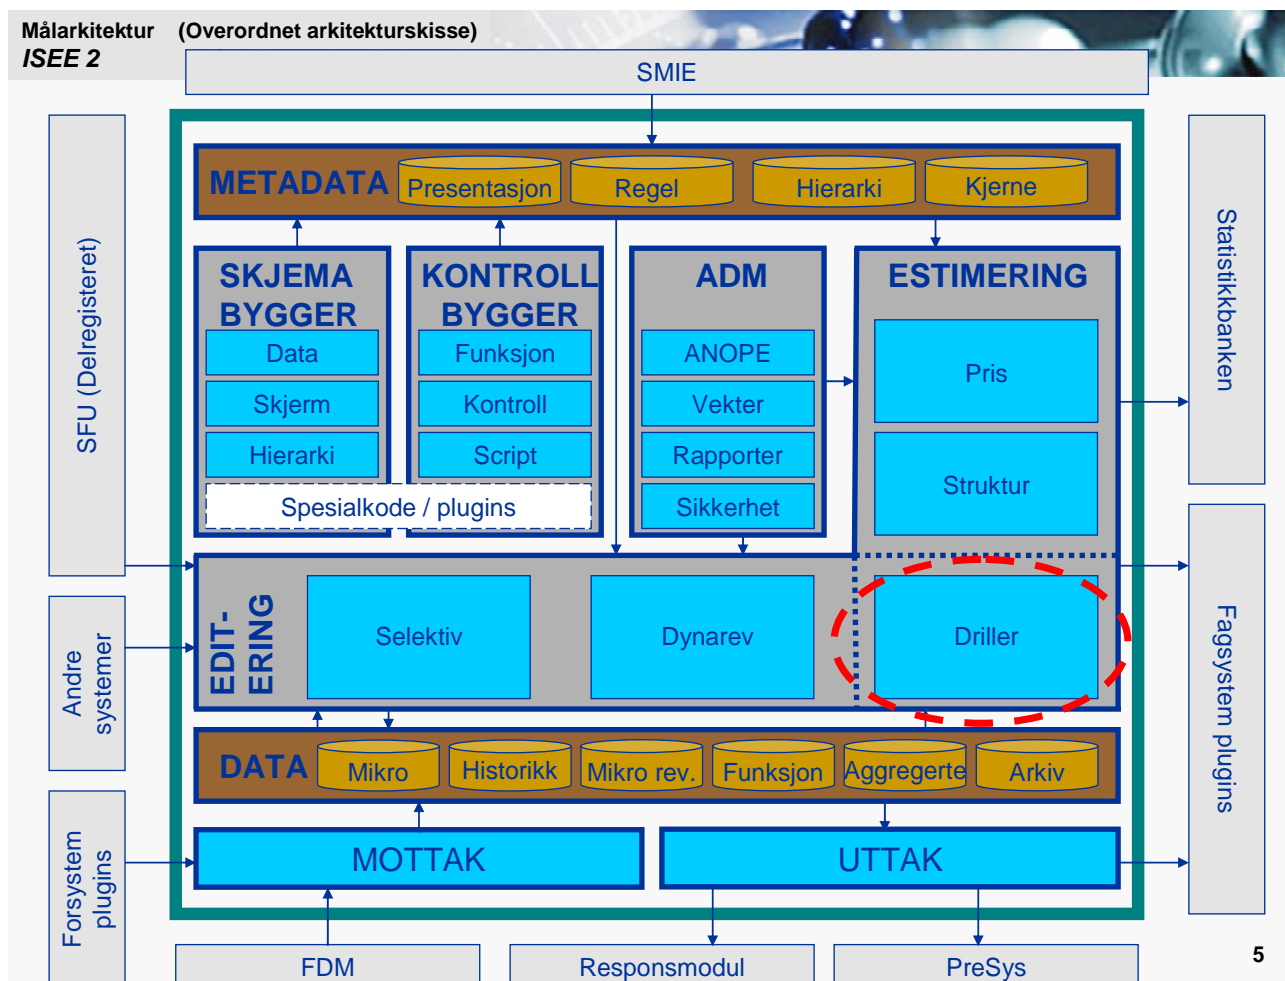 Målarkitektur (Overordnet arkitekturskisse)
ISEE 2
SMIE
SFU (Delregisteret)
Andre
systemer
Forsystem
plugins
METADATA
Presentasjon
Regel
Hierarki
Kjerne
SKJEMA
BYGGER
Data
Skjerm
Hierarki
KONTROLL
BYGGER
Funksjon
Kontroll
Script
Spesialkode / plugins
ADM
ANOPE
Vekter
Rapporter
Sikkerhet
ESTIMERING
Pris
Struktur
EDIT-
ERING
Selektiv
Dynarev
Driller
DATA
Mikro
Historikk
Mikro rev.
Funksjon
Aggregerte
Arkiv
MOTTAK
UTTAK
Statistikkbanken
Fagsystem plugins
FDM
Responsmodul
PreSys
5